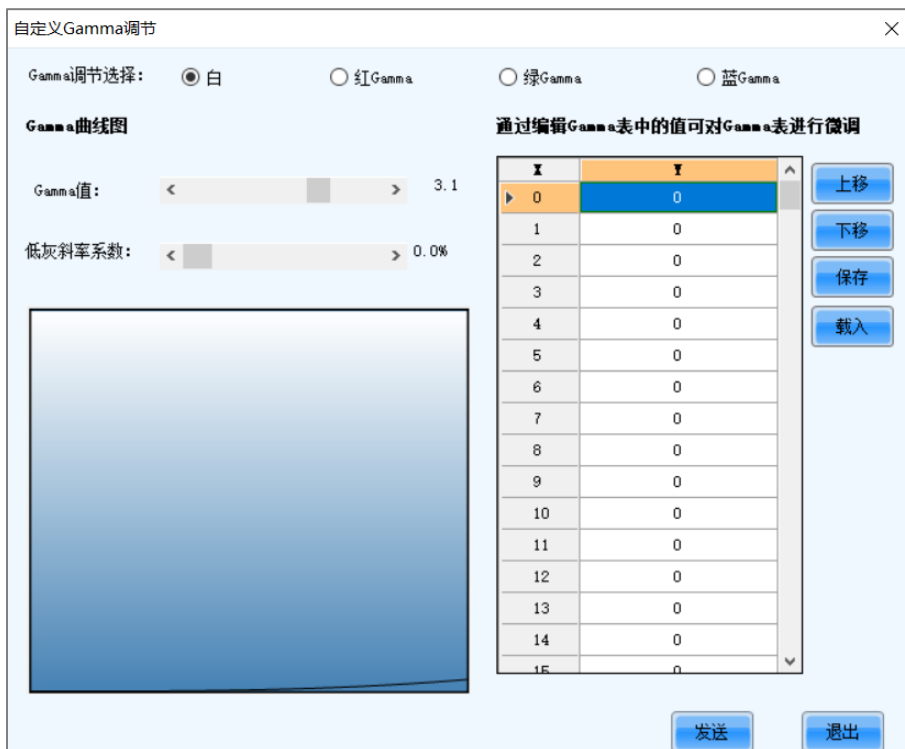 自定义Gamma调节
Gamma调节选择： 白 红Gamma 绿Gamma 蓝Gamma
Gamma曲线图
通过编辑Gamma表中的值可对Gamma表进行微调
Gamma值： 3.1
低灰斜率系数： 0.0%
X Y
0 0
1 0
2 0
3 0
4 0
5 0
6 0
7 0
8 0
9 0
10 0
11 0
12 0
13 0
14 0
15 0
上移
下移
保存
载入
发送 退出